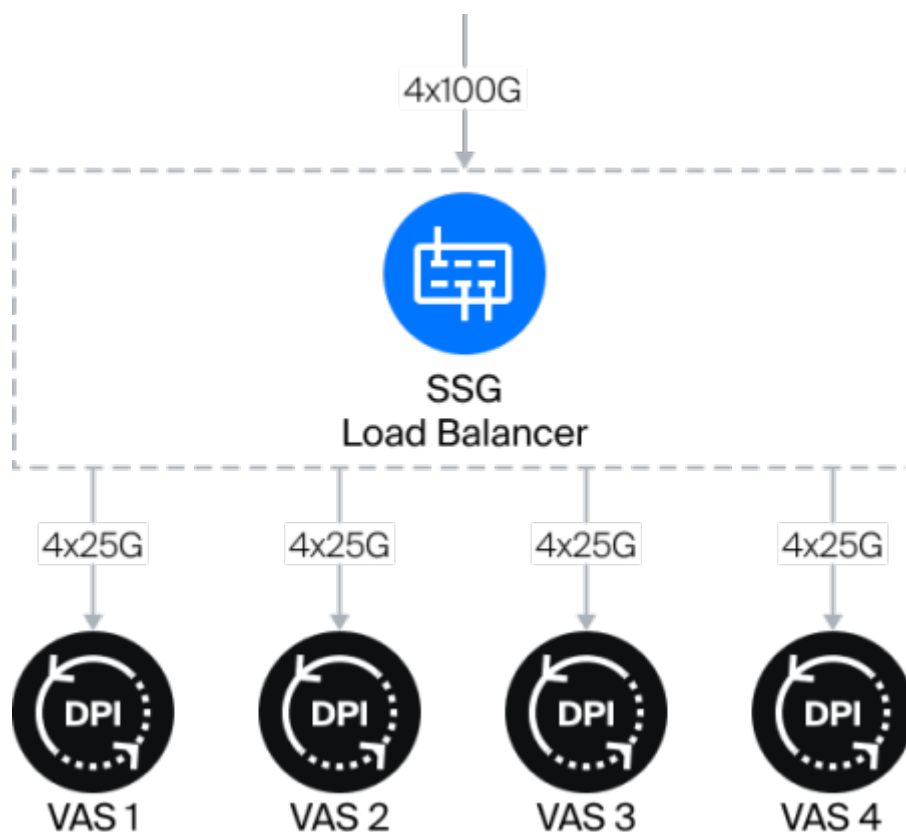 4x100G
SSG
Load Balancer
4x25G
4x25G
4x25G
4x25G
DPI
DPI
DPI
DPI
VAS 1
VAS 2
VAS 3
VAS 4